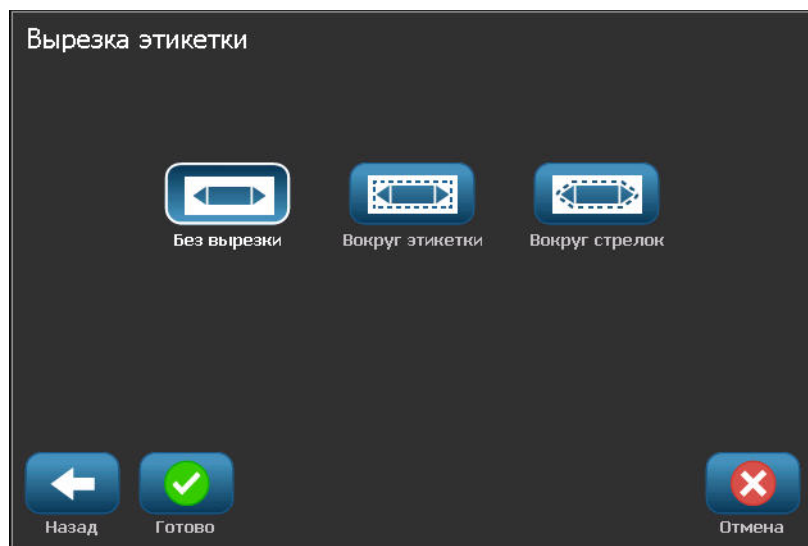 Вырезка этикетки
Без вырезки
Вокруг этикетки
Вокруг стрелок
Назад
Готово
Отмена